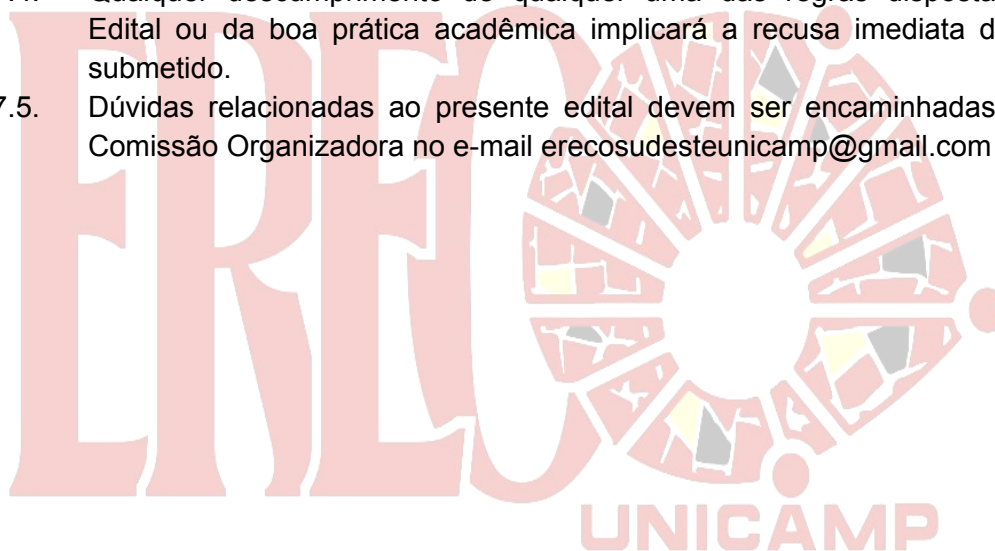 Edital ou da boa prática acadêmica implicará a recusa imediata d
submetido.
7.5. Dúvidas relacionadas ao presente edital devem ser encaminhadas
Comissão Organizadora no e-mail erecosudesteunicamp@gmail.com
EREC
UNICAMP